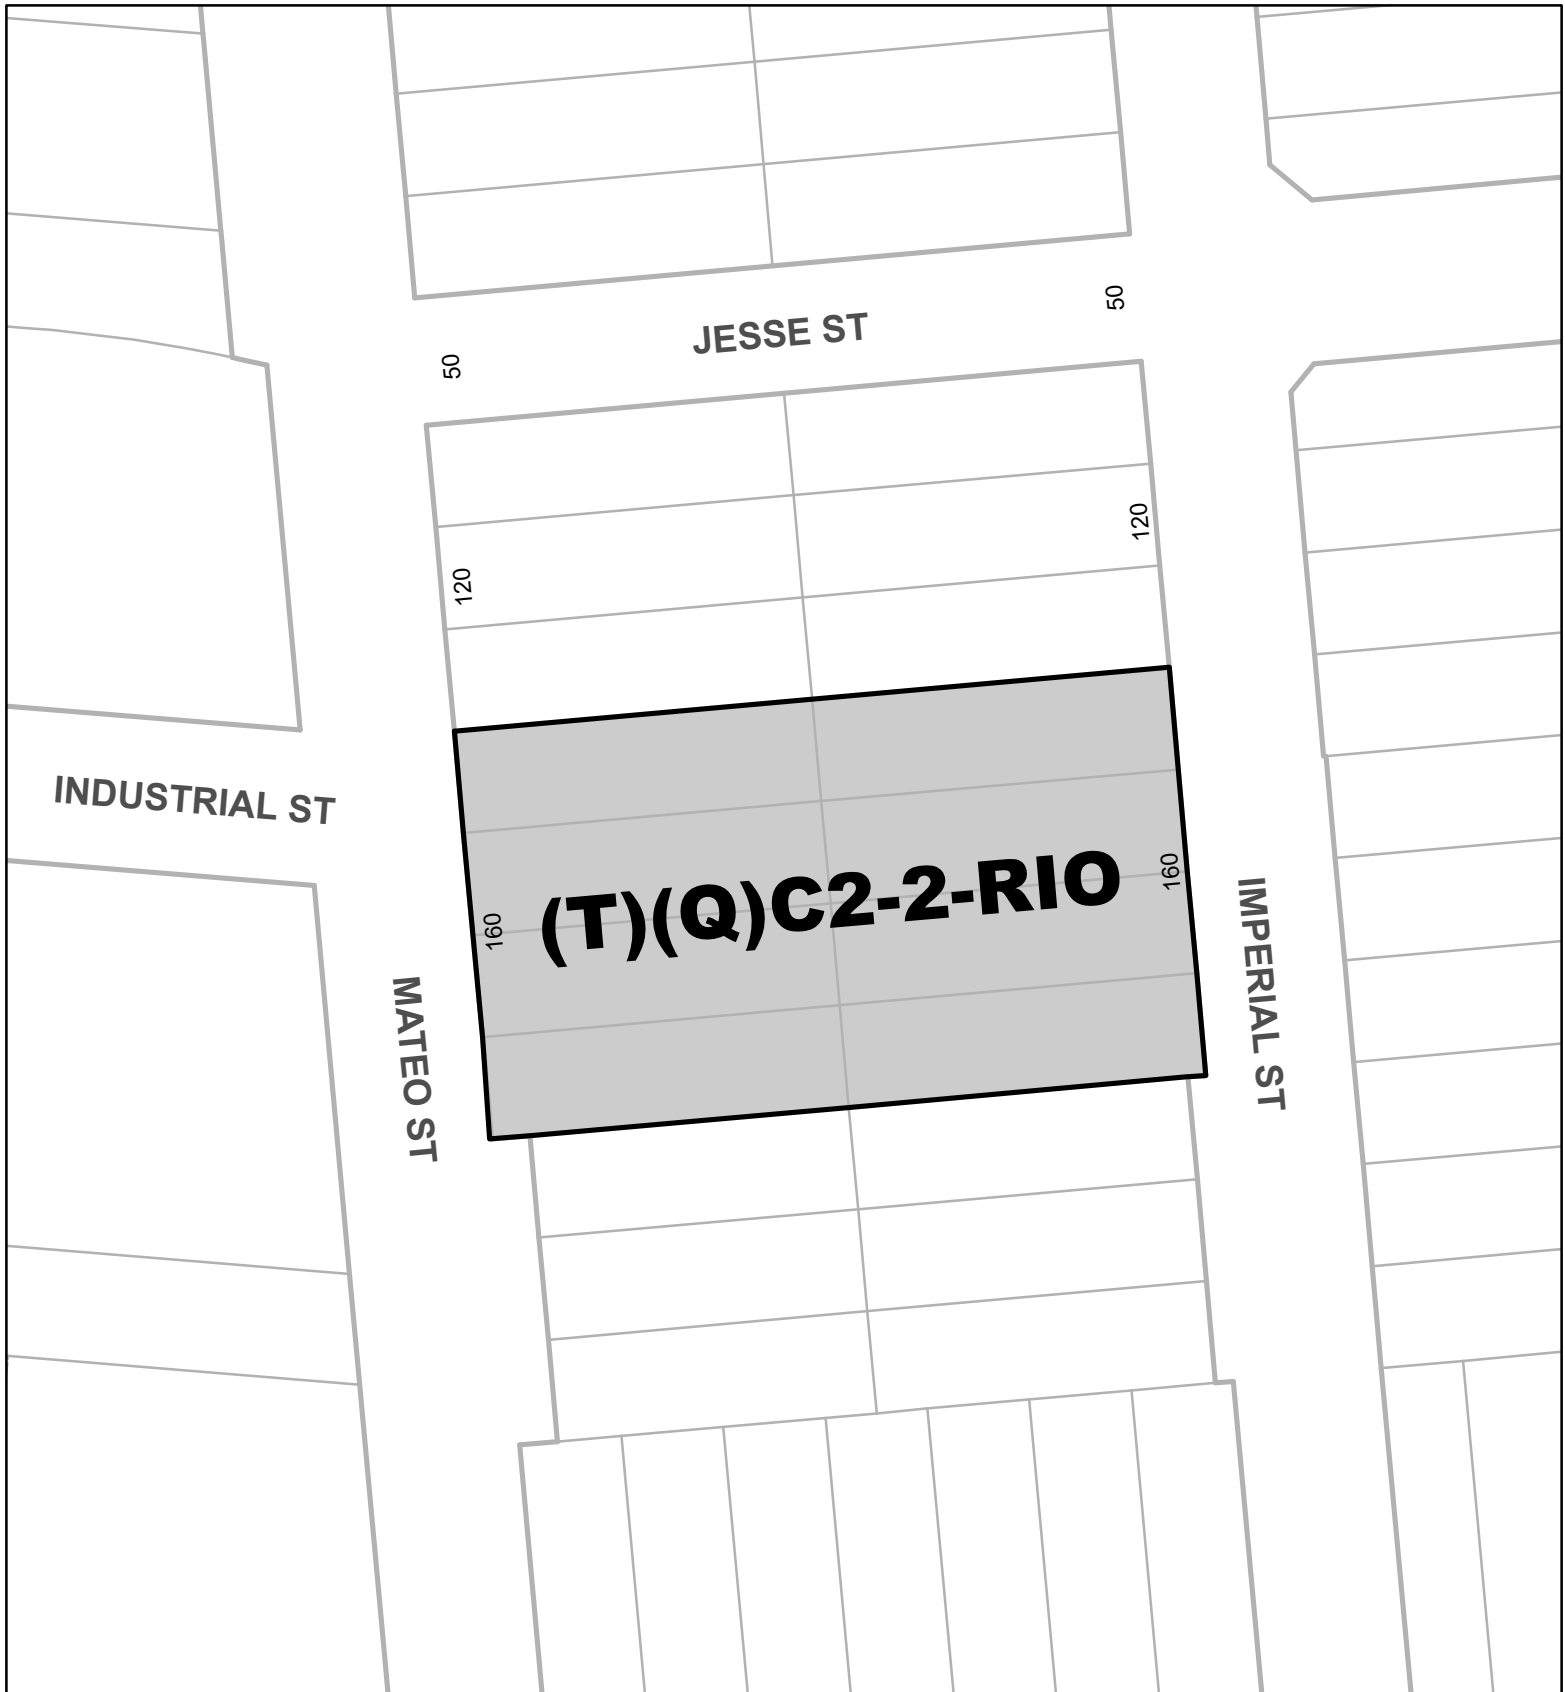 50
JESSE ST
50
120
120
INDUSTRIAL ST
(T)(Q)C2-2-RIO
160
160
MATEO ST
IMPERIAL ST